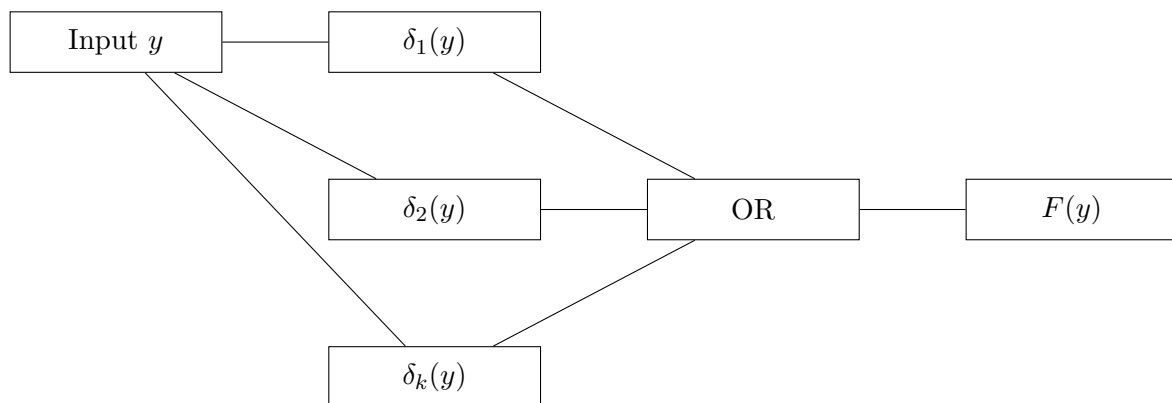 Input y
δ₁(y)
δ₂(y)
OR
F(y)
δₖ(y)